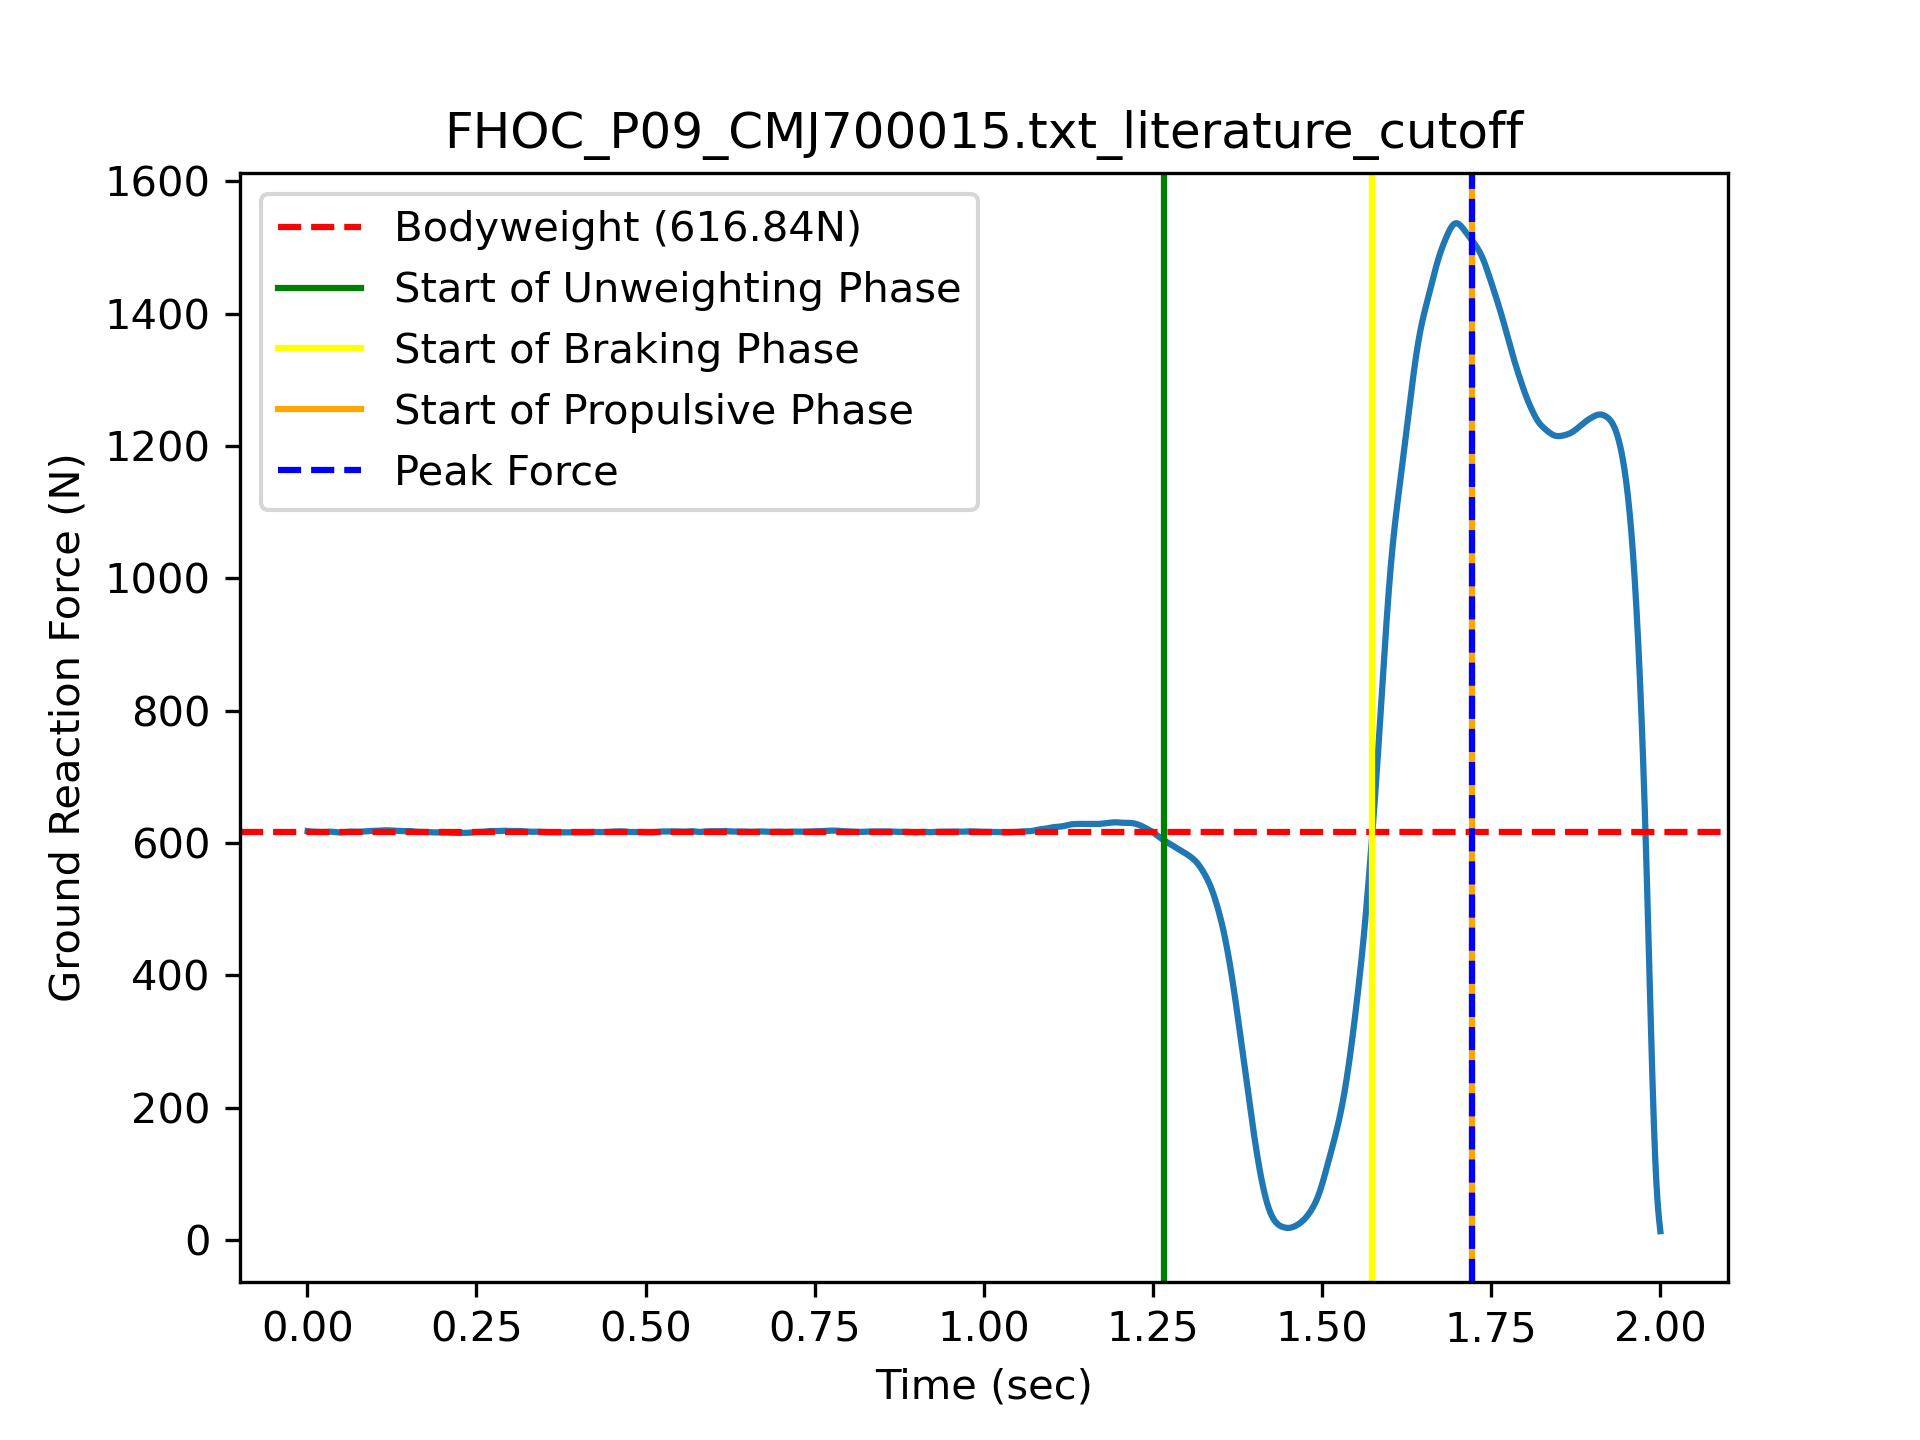 FHOC_P09_CMJ700015.txt_literature_cutoff
1600
1400
1200
1000
800
600
400
200
0
Ground Reaction Force (N)
Bodyweight (616.84N)
Start of Unweighting Phase
Start of Braking Phase
Start of Propulsive Phase
Peak Force
0.00 0.25 0.50 0.75 1.00 1.25 1.50 1.75 2.00
Time (sec)